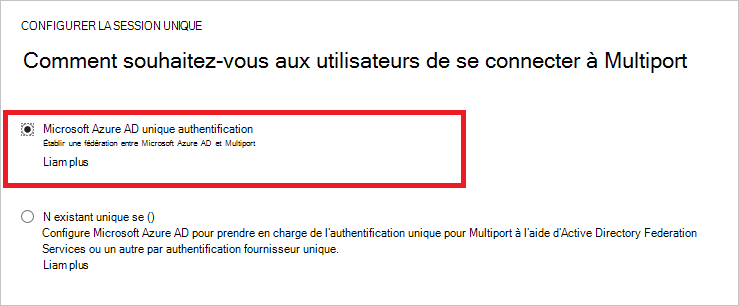 CONFIGURER LA SESSION UNIQUE
Comment souhaitez-vous aux utilisateurs de se connecter à Multiport
Microsoft Azure AD unique authentification
Établir une fédération entre Microsoft Azure AD et Multiport
Liam plus
N existant unique se ()
Configure Microsoft Azure AD pour prendre en charge de l'authentification unique pour Multiport à l'aide d'Active Directory Federation
Services ou un autre par authentification fournisseur unique.
Liam plus